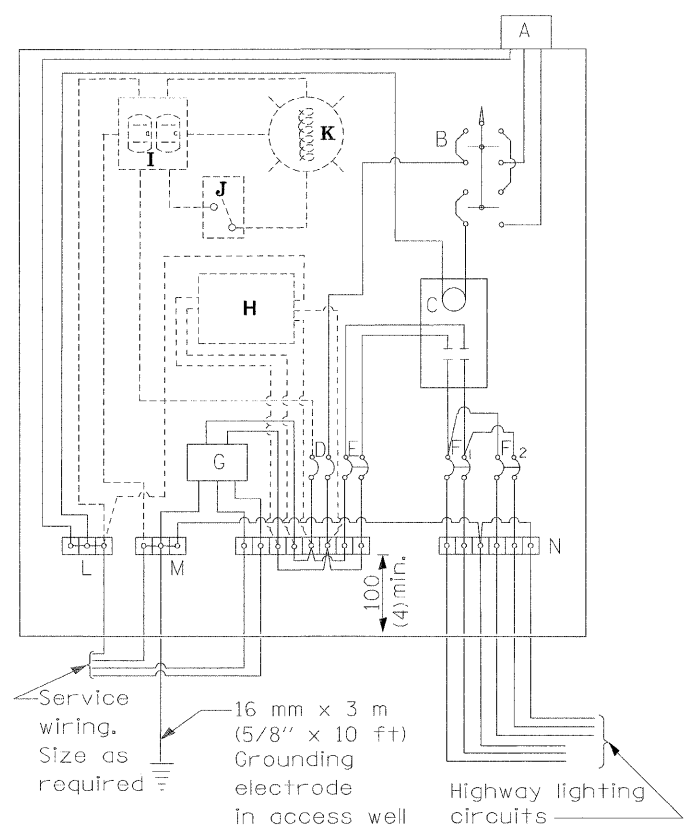 A
B
K
I
J
H
C
D
E
F
1
F
2
G
L
M
N
100
(4)min.
Service
wiring.
Size as
required
16 mm x 3 m
(5/8" x 10 ft)
Grounding
electrode
in access well
Highway lighting
circuits